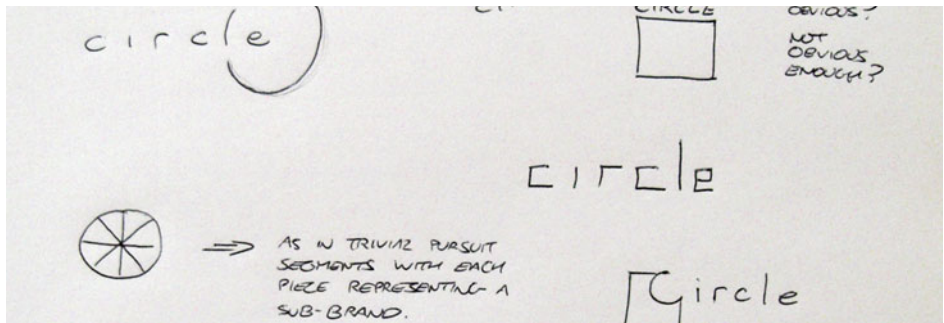 circle
CIRCLE
OBVIOUS?
NOT
OBVIOUS
ENOUGH?
circle
AS IN TRIVIAL PURSUIT
SEGMENTS WITH EACH
PIECE REPRESENTING A
SUB-BRAND.
Circle